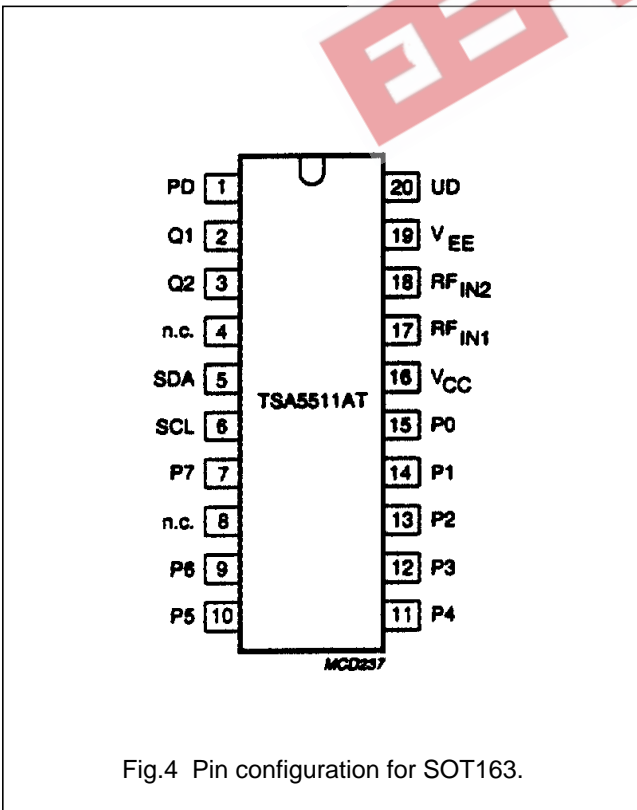 PD 1 20 UD
Q1 2 19 VEE
Q2 3 18 RFIN2
n.c. 4 17 RFIN1
SDA 5 16 VCC
TSA5511AT
SCL 6 15 P0
P7 7 14 P1
n.c. 8 13 P2
P6 9 12 P3
P5 10 11 P4
MCD237
Fig.4 Pin configuration for SOT163.